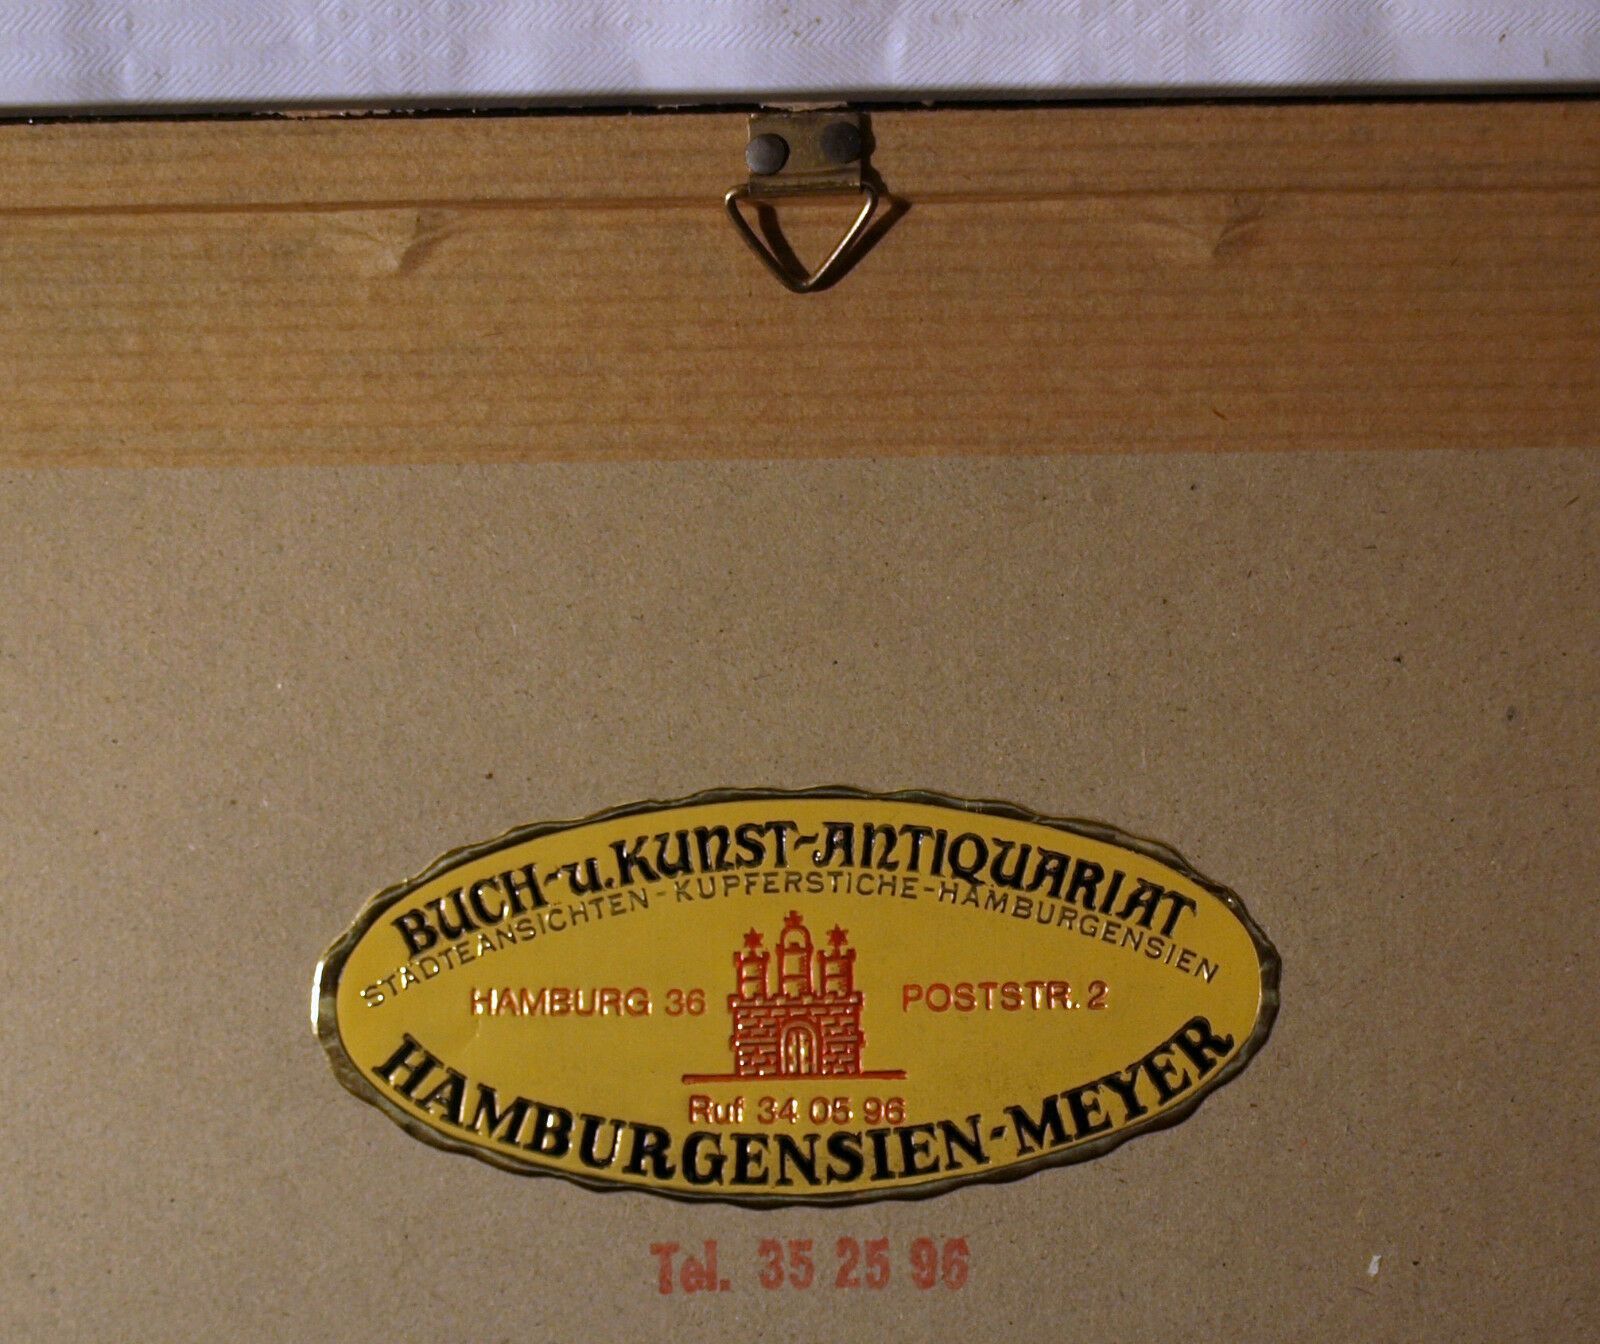 BUCH-u. KUNST-ANTIQUARIAT
STÄDTEANSICHTEN-KUPFERSTICHE-HAMBURGENSIEN
HAMBURG 36 POSTSTR. 2
Ruf 34 05 96
HAMBURGENSIEN-MEYER
Tel. 35 25 96